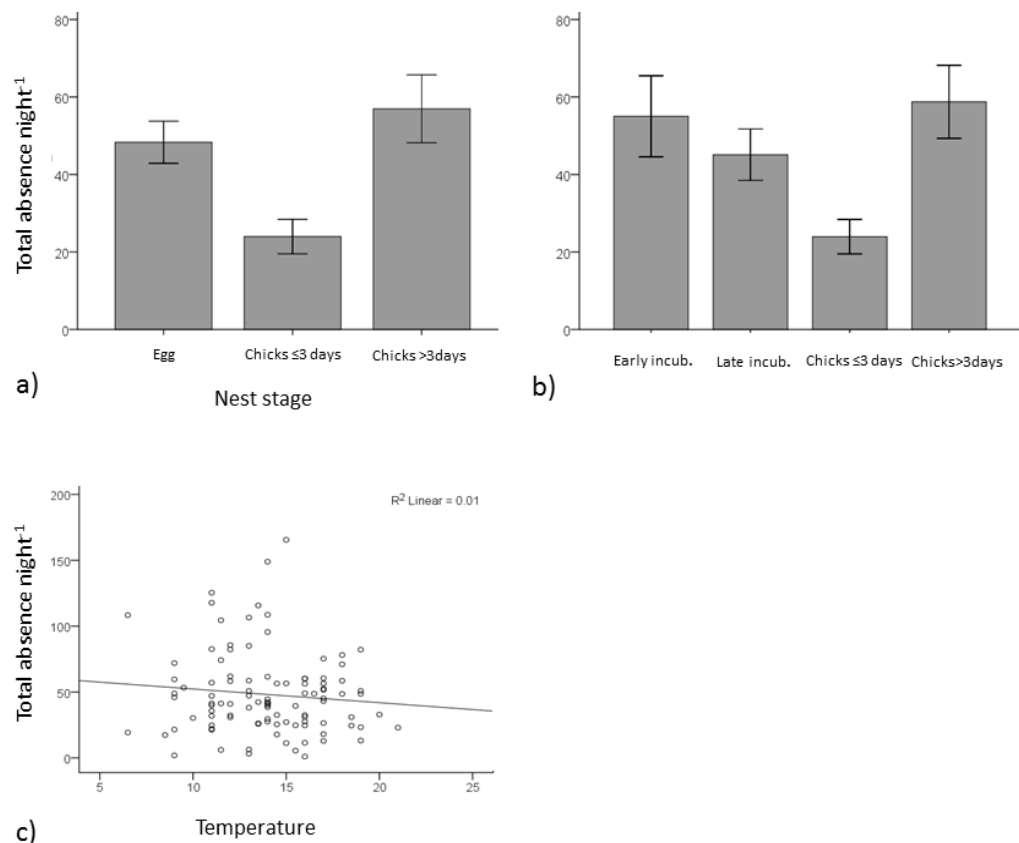 80
60
40
20
0
Total absence night-1
Egg
Chicks ≤3 days
Chicks >3days
a)
Nest stage
80
60
40
20
0
Early incub.
Late incub.
Chicks ≤3 days
Chicks>3days
b)
200
150
100
50
0
Total absence night-1
R2 Linear = 0.01
5
10
15
20
25
c)
Temperature